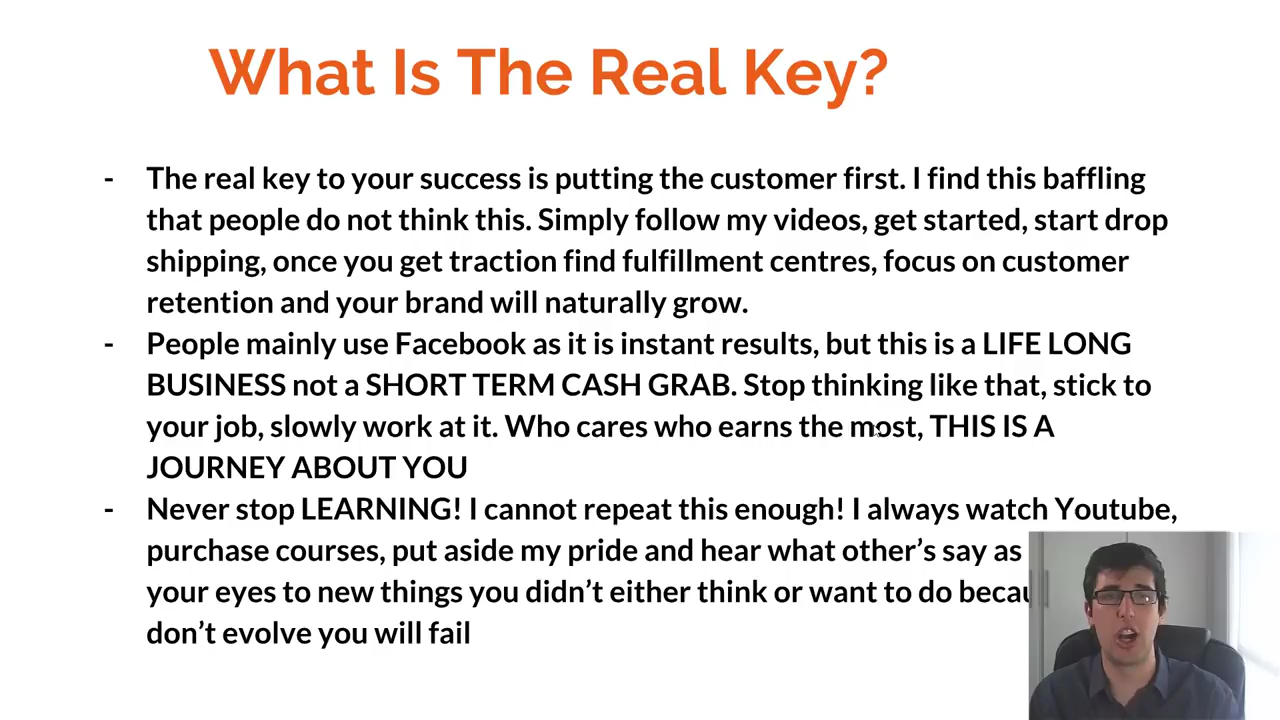 What Is The Real Key?
- The real key to your success is putting the customer first. I find this baffling
that people do not think this. Simply follow my videos, get started, start drop
shipping, once you get traction find fulfillment centres, focus on customer
retention and your brand will naturally grow.
- People mainly use Facebook as it is instant results, but this is a LIFE LONG
BUSINESS not a SHORT TERM CASH GRAB. Stop thinking like that, stick to
your job, slowly work at it. Who cares who earns the most, THIS IS A
JOURNEY ABOUT YOU
- Never stop LEARNING! I cannot repeat this enough! I always watch Youtube,
purchase courses, put aside my pride and hear what other's say as
your eyes to new things you didn't either think or want to do
don't evolve you will fail